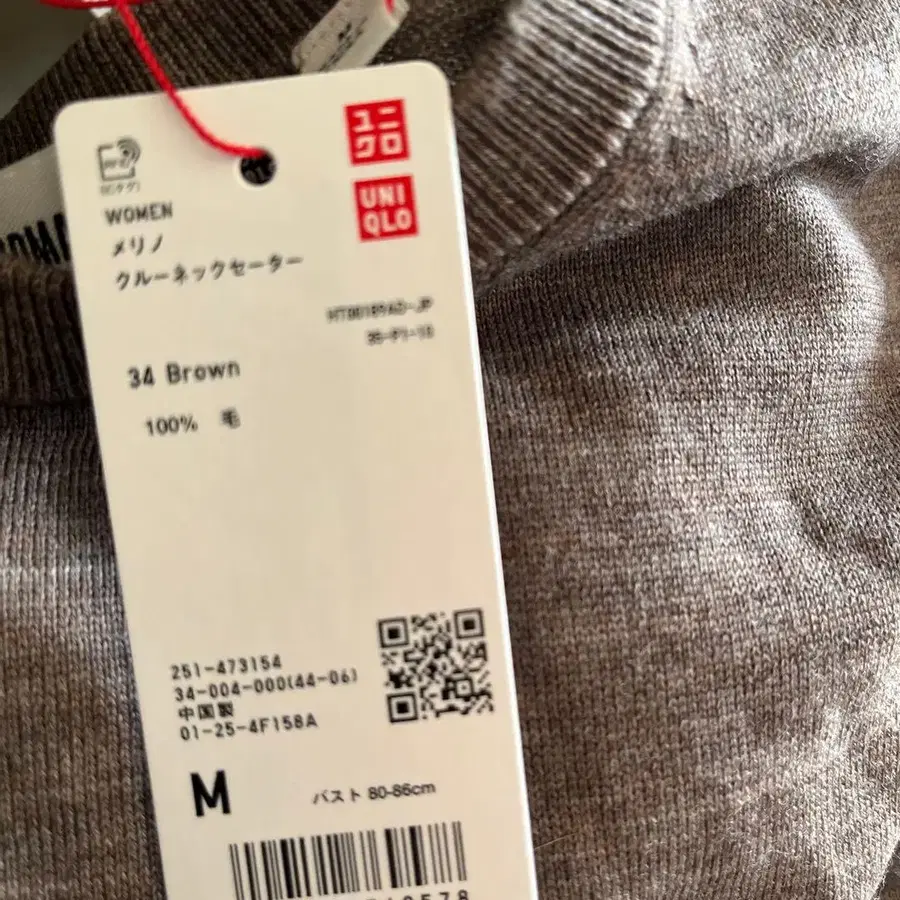 ユニ
クロ
UNI
QLO
WOMEN
メリノ
クルーネックセーター
34 Brown
100% 毛
251-473154
34-004-000(44-06)
中国製
01-25-4F158A
M
バスト 80-86cm